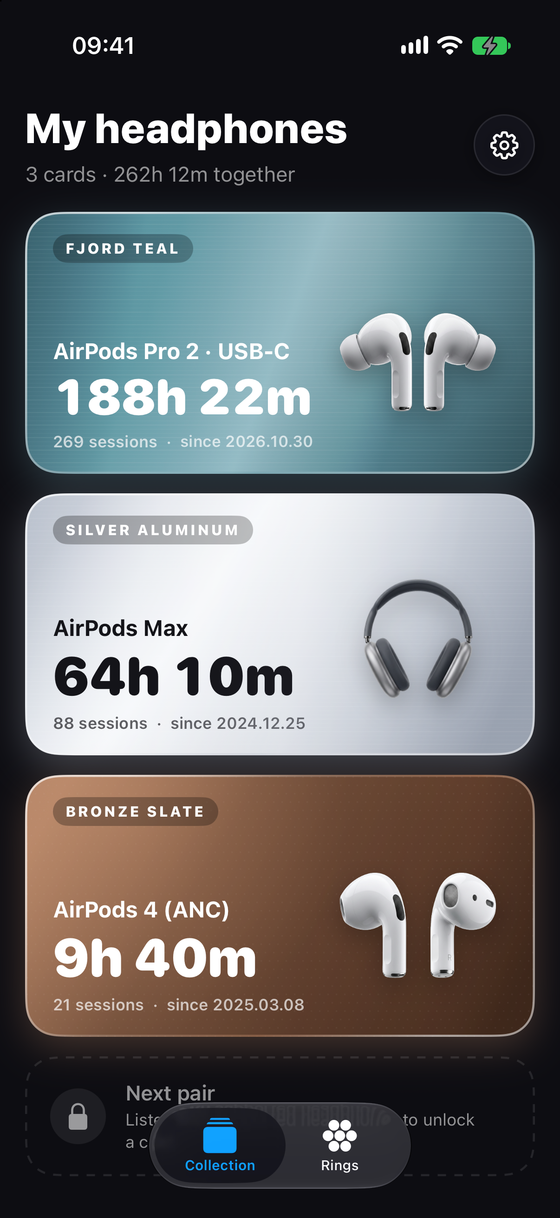 09:41
My headphones
3 cards · 262h 12m together
FJORD TEAL
AirPods Pro 2 · USB-C
188h 22m
269 sessions · since 2026.10.30
SILVER ALUMINUM
AirPods Max
64h 10m
88 sessions · since 2024.12.25
BRONZE SLATE
AirPods 4 (ANC)
9h 40m
21 sessions · since 2025.03.08
Next pair
to unlock
a
Collection
Rings